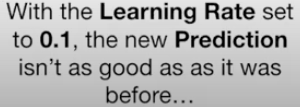 With the Learning Rate set
to 0.1, the new Prediction
isn't as good as as it was
before...